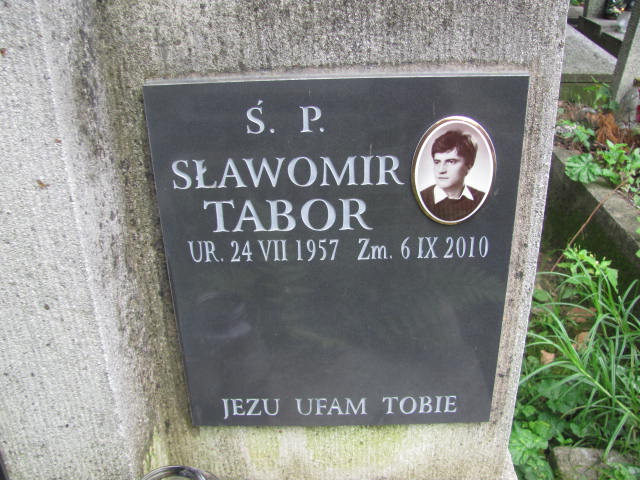 Ś. P.
SŁAWOMIR
TABOR
UR. 24 VII 1957 Zm. 6 IX 2010
JEZU UFAM TOBIE